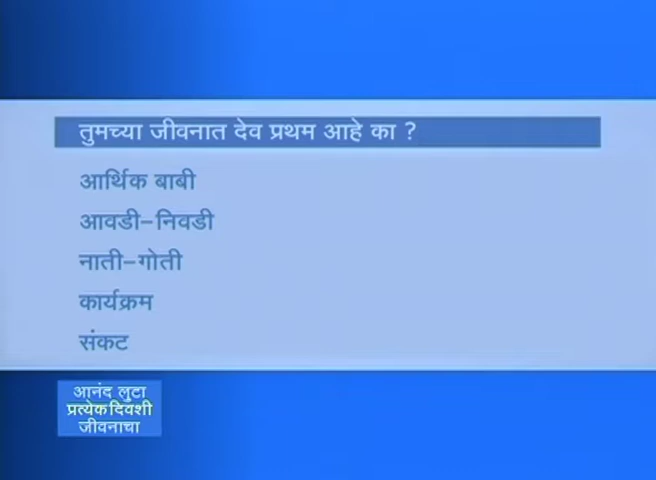 तुमच्या जीवनात देव प्रथम आहे का ?
आर्थिक बाबी
आवडी–निवडी
नाती–गोती
कार्यक्रम
संकट
आनंद लुटा
प्रत्येक दिवशी
जीवनाचा